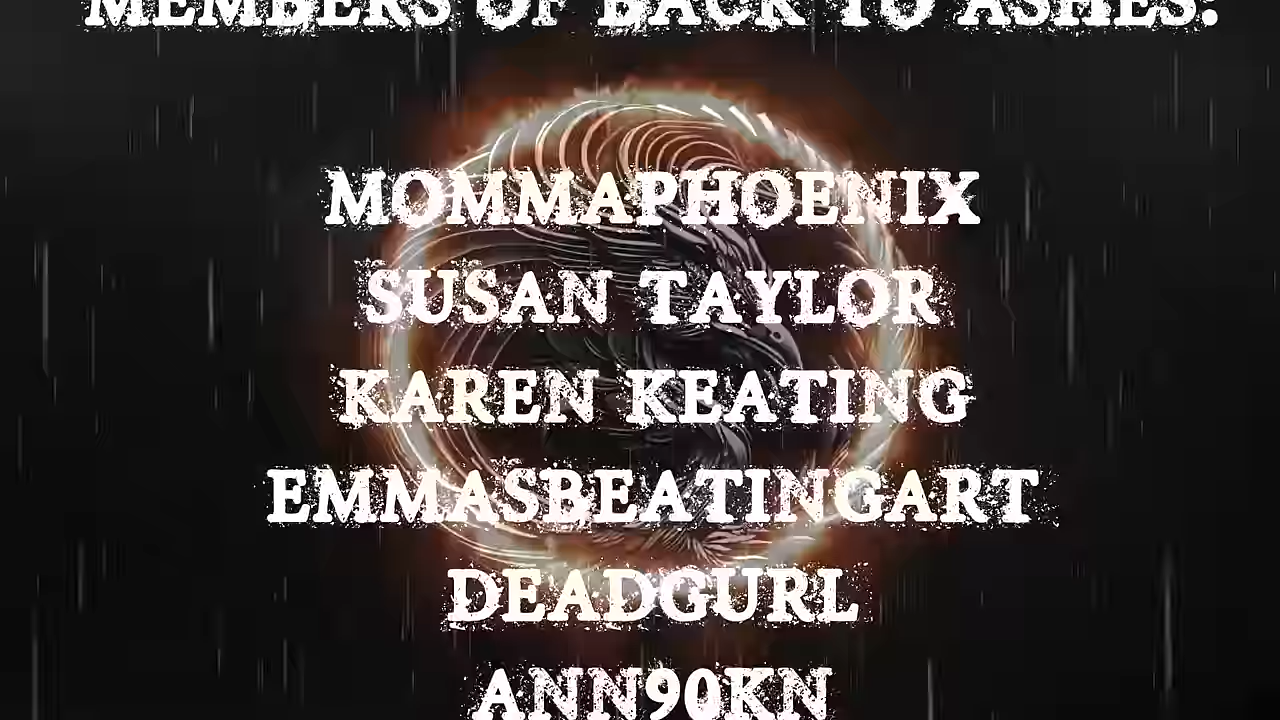 MEMBERS OF BACK TO ASHES:
MOMMAPHOENIX
SUSAN TAYLOR
KAREN KEATING
EMMASBEATINGART
DEADGURL
ANN90KN